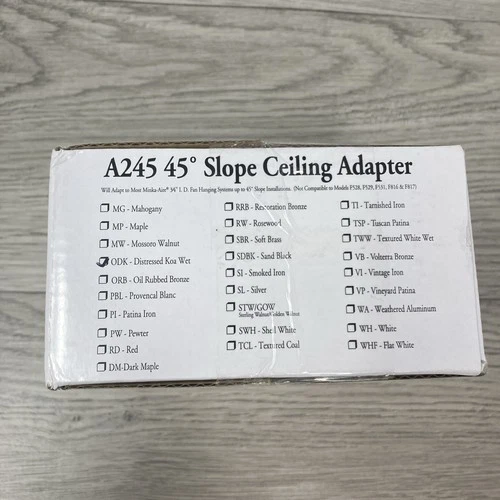 A245 45° Slope Ceiling Adapter
Will Adapt to Most Minka-Aire® 3/4" I. D. Fan Hanging Systems up to 45° Slope Installations. (Not Compatible to Models F528, F529, F531, F816 & F817)
MG - Mahogany
MP - Maple
MW - Mossoro Walnut
ODK - Distressed Koa Wet
ORB - Oil Rubbed Bronze
PBL - Provencal Blanc
PI - Patina Iron
PW - Pewter
RD - Red
DM-Dark Maple
RRB - Restoration Bronze
RW - Rosewood
SBR - Soft Brass
SDBK - Sand Black
SI - Smoked Iron
SL - Silver
STW/GOW
Sterling Walnut/Golden Walnut
SWH - Shell White
TCL - Textured Coal
TI - Tarnished Iron
TSP - Tuscan Patina
TWW - Textured White Wet
VB - Volterra Bronze
VI - Vintage Iron
VP - Vineyard Patina
WA - Weathered Aluminum
WH - White
WHF - Flat White